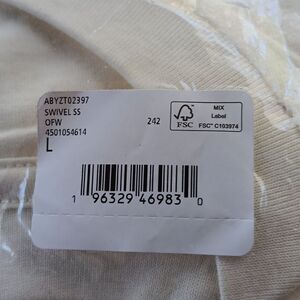 ABYZT02397
SWIVEL SS
OFW 242
4501054614
L
FSC
MIX
Label
FSC™ C103974
1 96329 46983 0